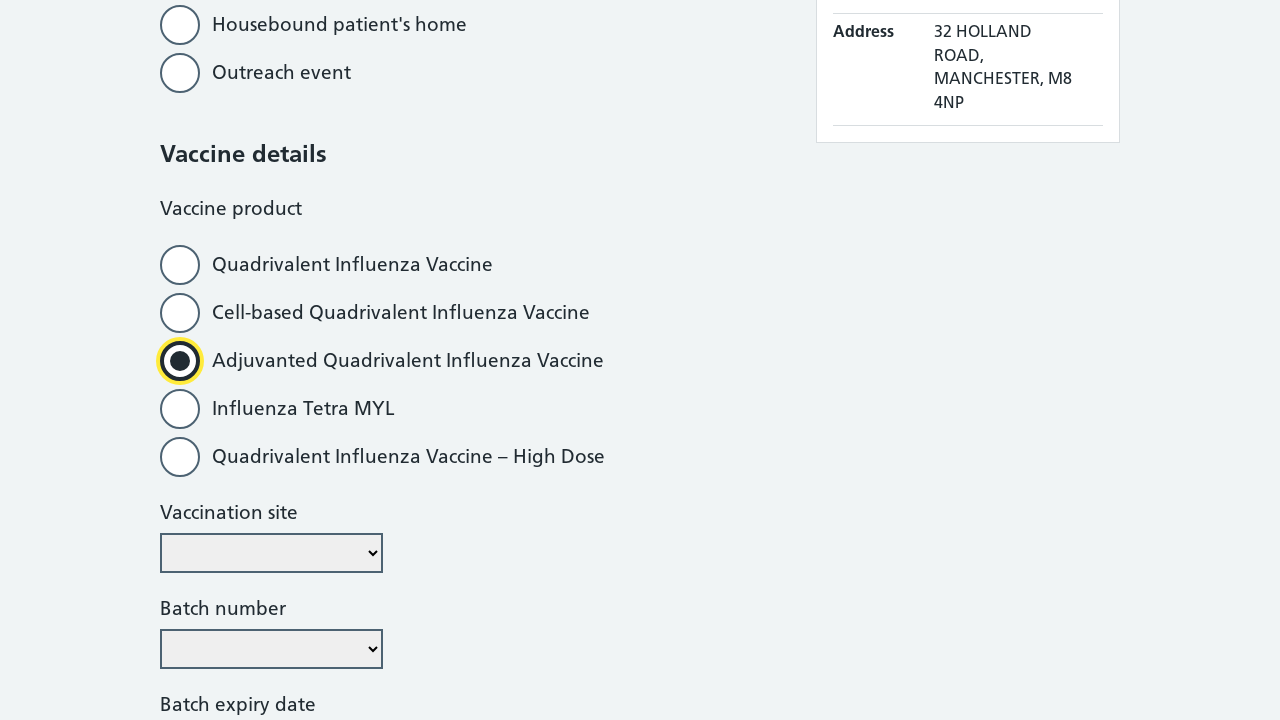 Housebound patient's home
Outreach event
Address
32 HOLLAND
ROAD,
MANCHESTER, M8
4NP
Vaccine details
Vaccine product
Quadrivalent Influenza Vaccine
Cell-based Quadrivalent Influenza Vaccine
Adjuvanted Quadrivalent Influenza Vaccine
Influenza Tetra MYL
Quadrivalent Influenza Vaccine – High Dose
Vaccination site
Batch number
Batch expiry date